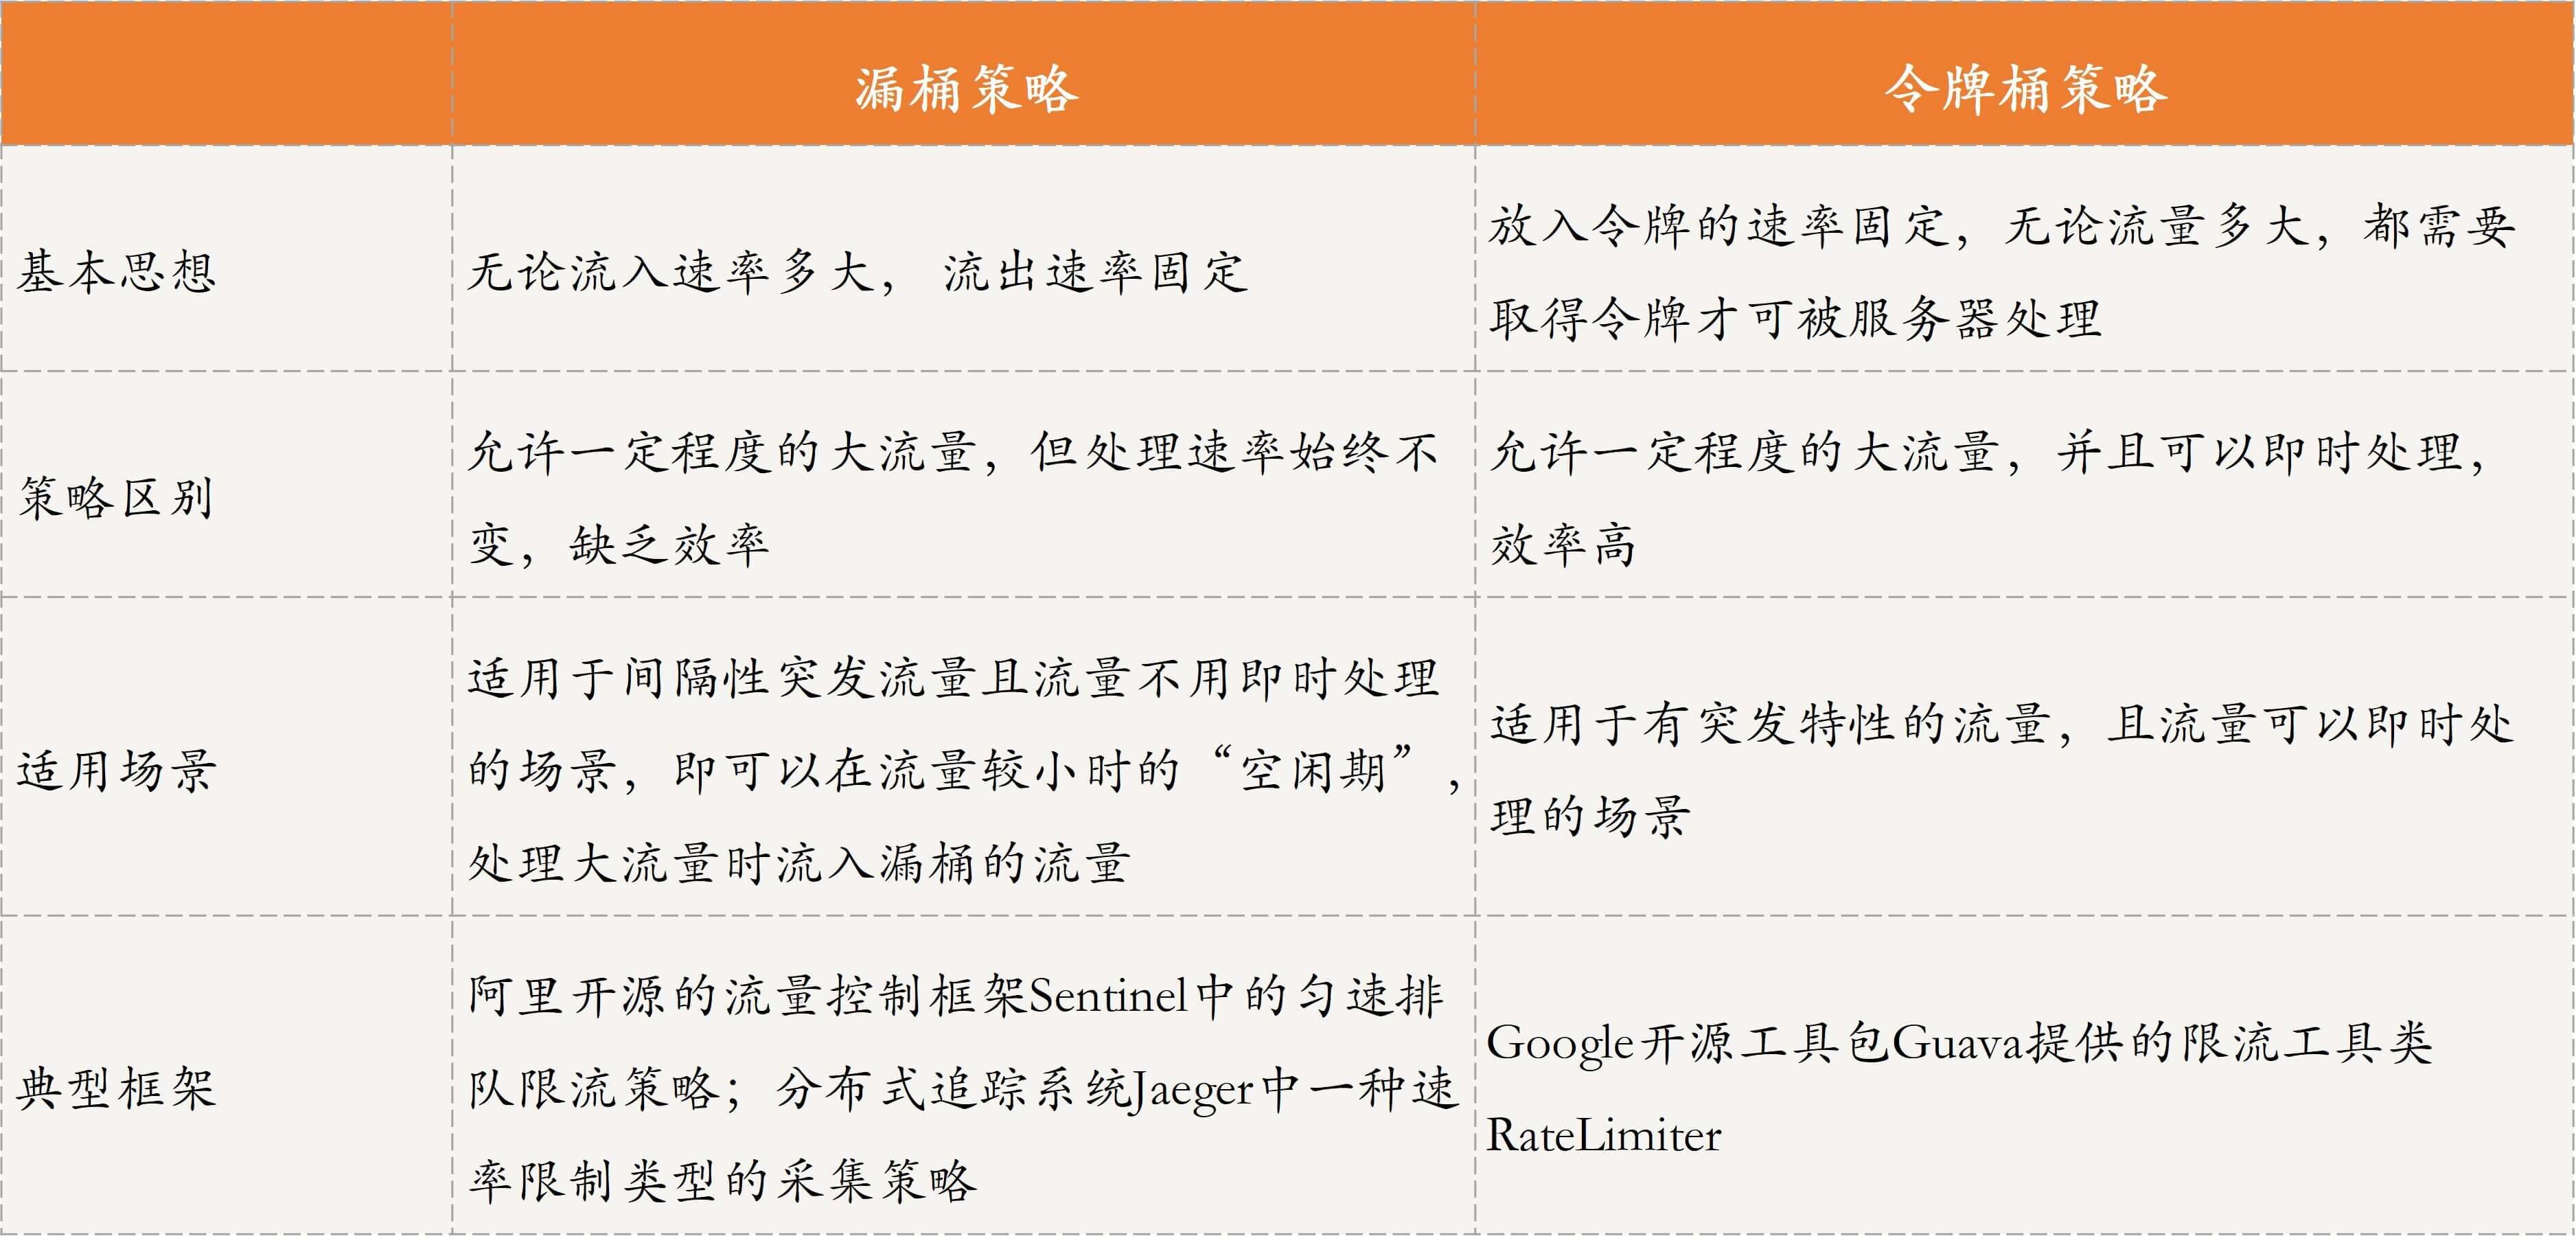 漏桶策略
令牌桶策略
基本思想
无论流入速率多大， 流出速率固定
放入令牌的速率固定，无论流量多大，都需要
取得令牌才可被服务器处理
策略区别
允许一定程度的大流量，但处理速率始终不
变，缺乏效率
允许一定程度的大流量，并且可以即时处理，
效率高
适用场景
适用于间隔性突发流量且流量不用即时处理
的场景，即可以在流量较小时的“空闲期”，
处理大流量时流入漏桶的流量
适用于有突发特性的流量，且流量可以即时处
理的场景
典型框架
阿里开源的流量控制框架Sentinel中的匀速排
队限流策略；分布式追踪系统Jaeger中一种速
率限制类型的采集策略
Google开源工具包Guava提供的限流工具类
RateLimiter